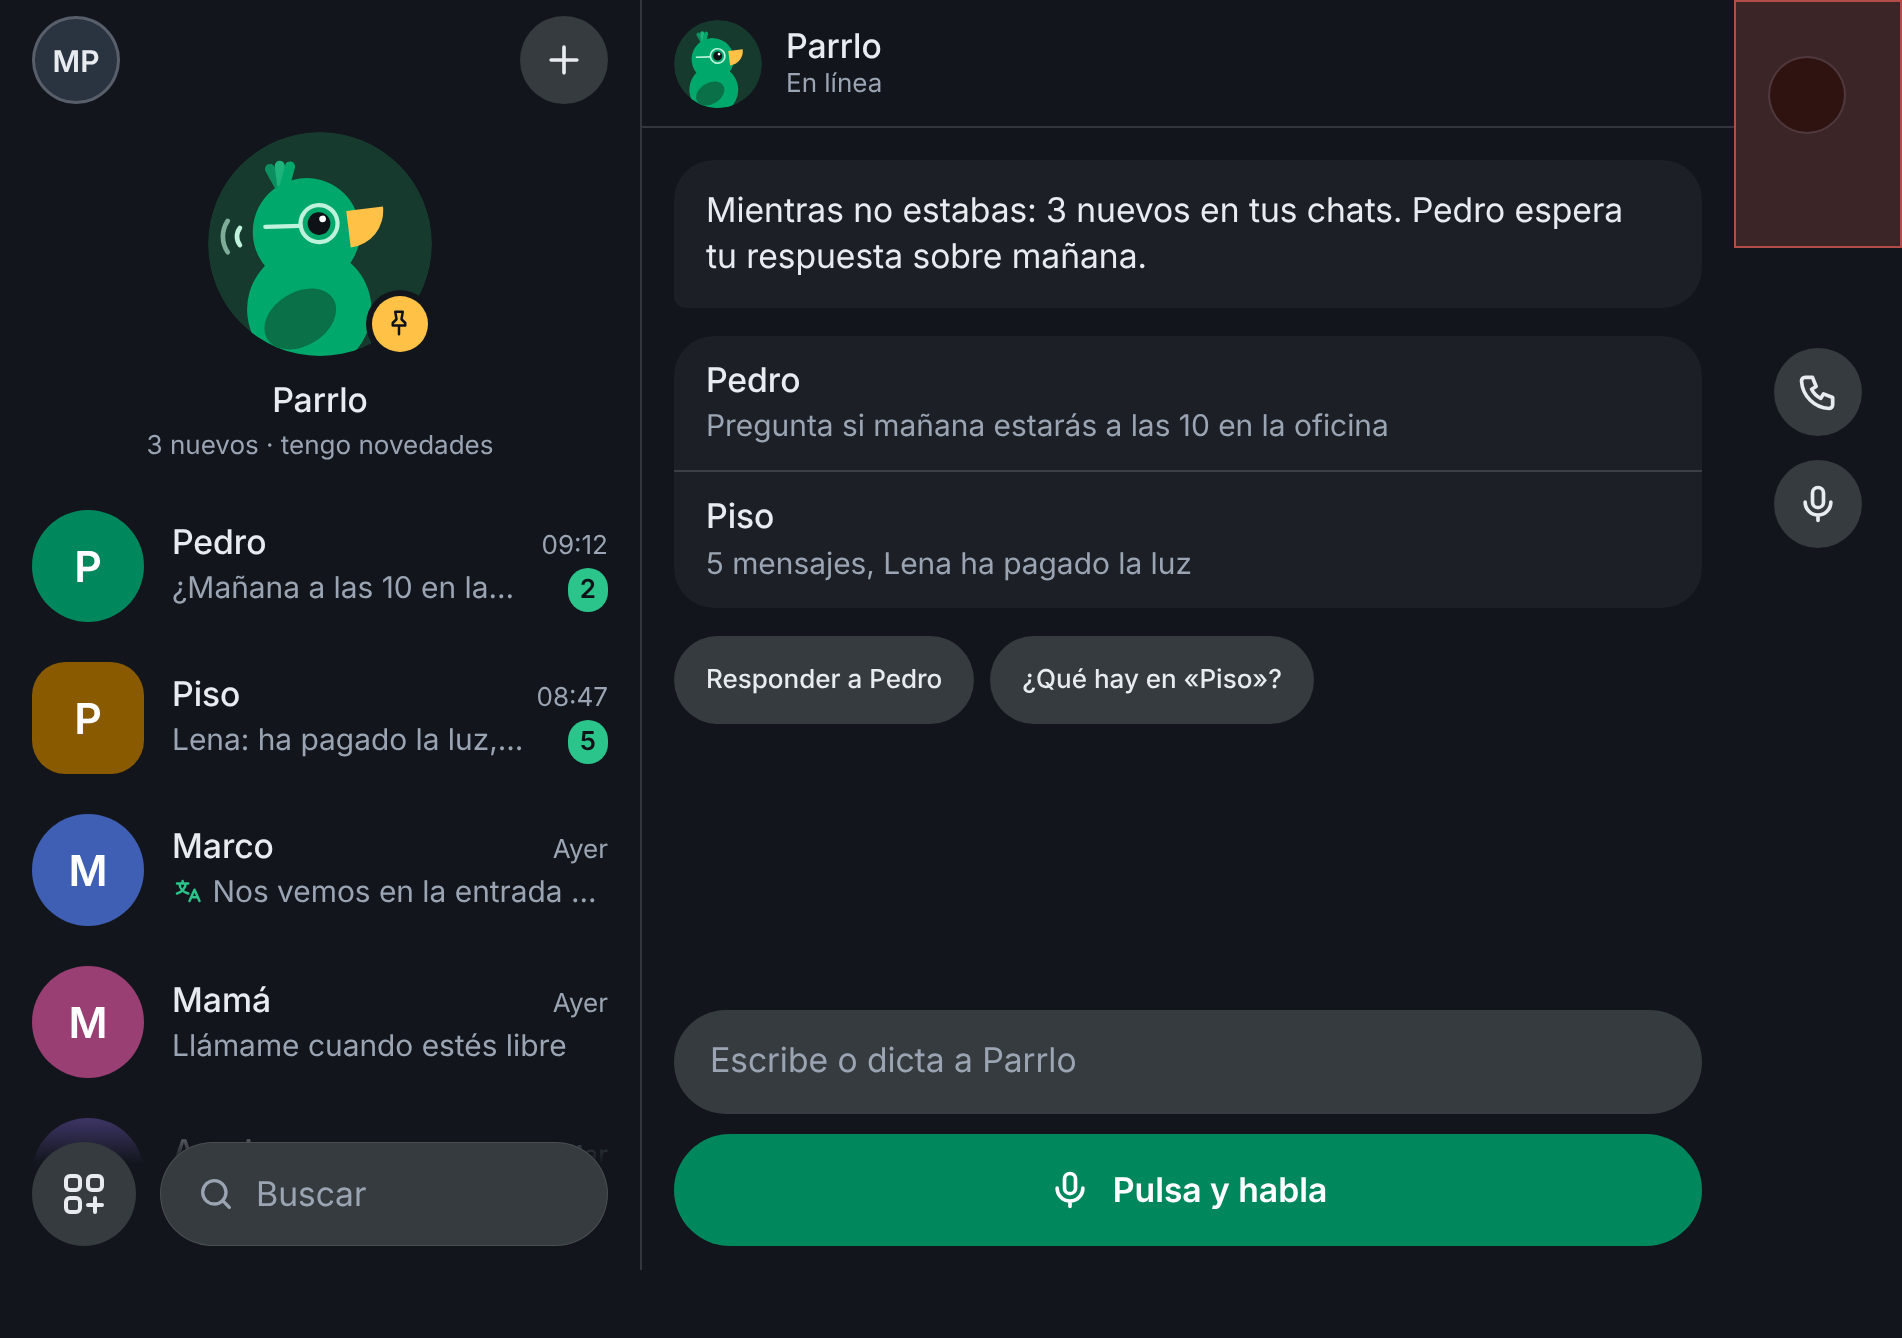 MP
Parrlo
3 nuevos · tengo novedades
P
Pedro
09:12
¿Mañana a las 10 en la...
2
P
Piso
08:47
Lena: ha pagado la luz,...
5
M
Marco
Ayer
Nos vemos en la entrada ...
M
Mamá
Ayer
Llámame cuando estés libre
Buscar
Parrlo
En línea
Mientras no estabas: 3 nuevos en tus chats. Pedro espera
tu respuesta sobre mañana.
Pedro
Pregunta si mañana estarás a las 10 en la oficina
Piso
5 mensajes, Lena ha pagado la luz
Responder a Pedro
¿Qué hay en «Piso»?
Escribe o dicta a Parrlo
Pulsa y habla